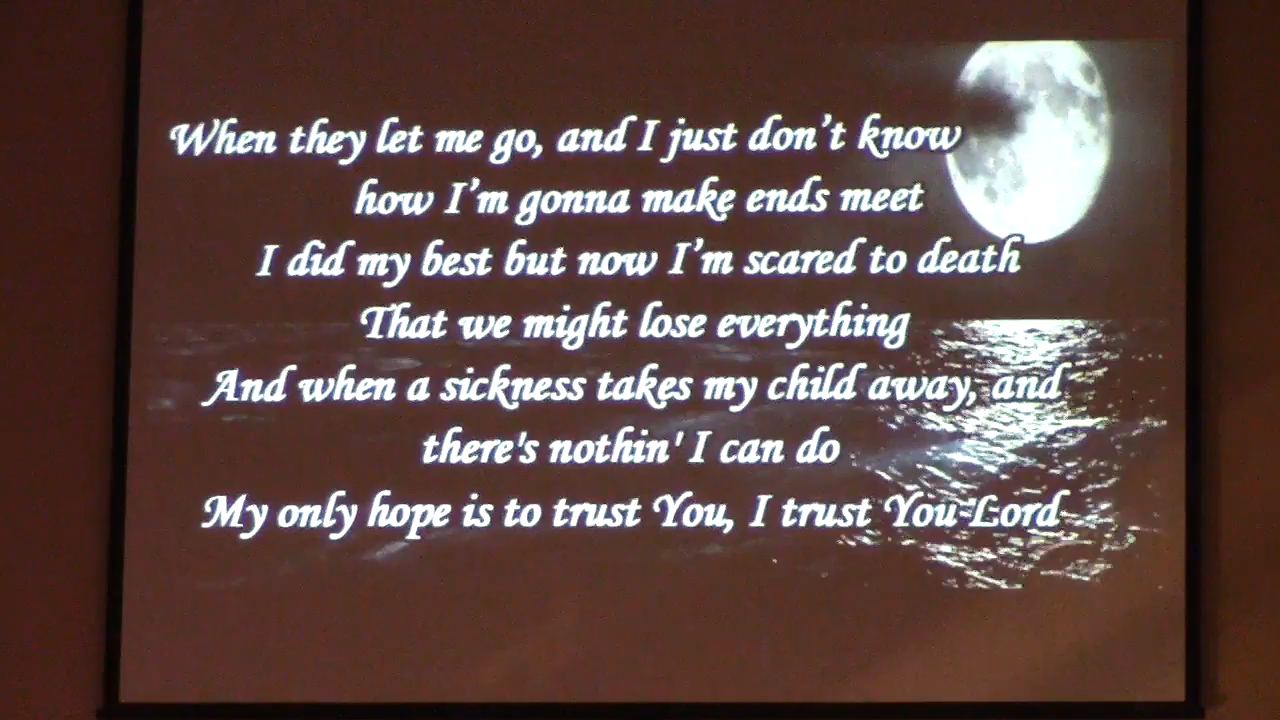 When they let me go, and I just don't know
how I'm gonna make ends meet
I did my best but now I'm scared to death
That we might lose everything
And when a sickness takes my child away, and
there's nothin' I can do
My only hope is to trust You, I trust You Lord